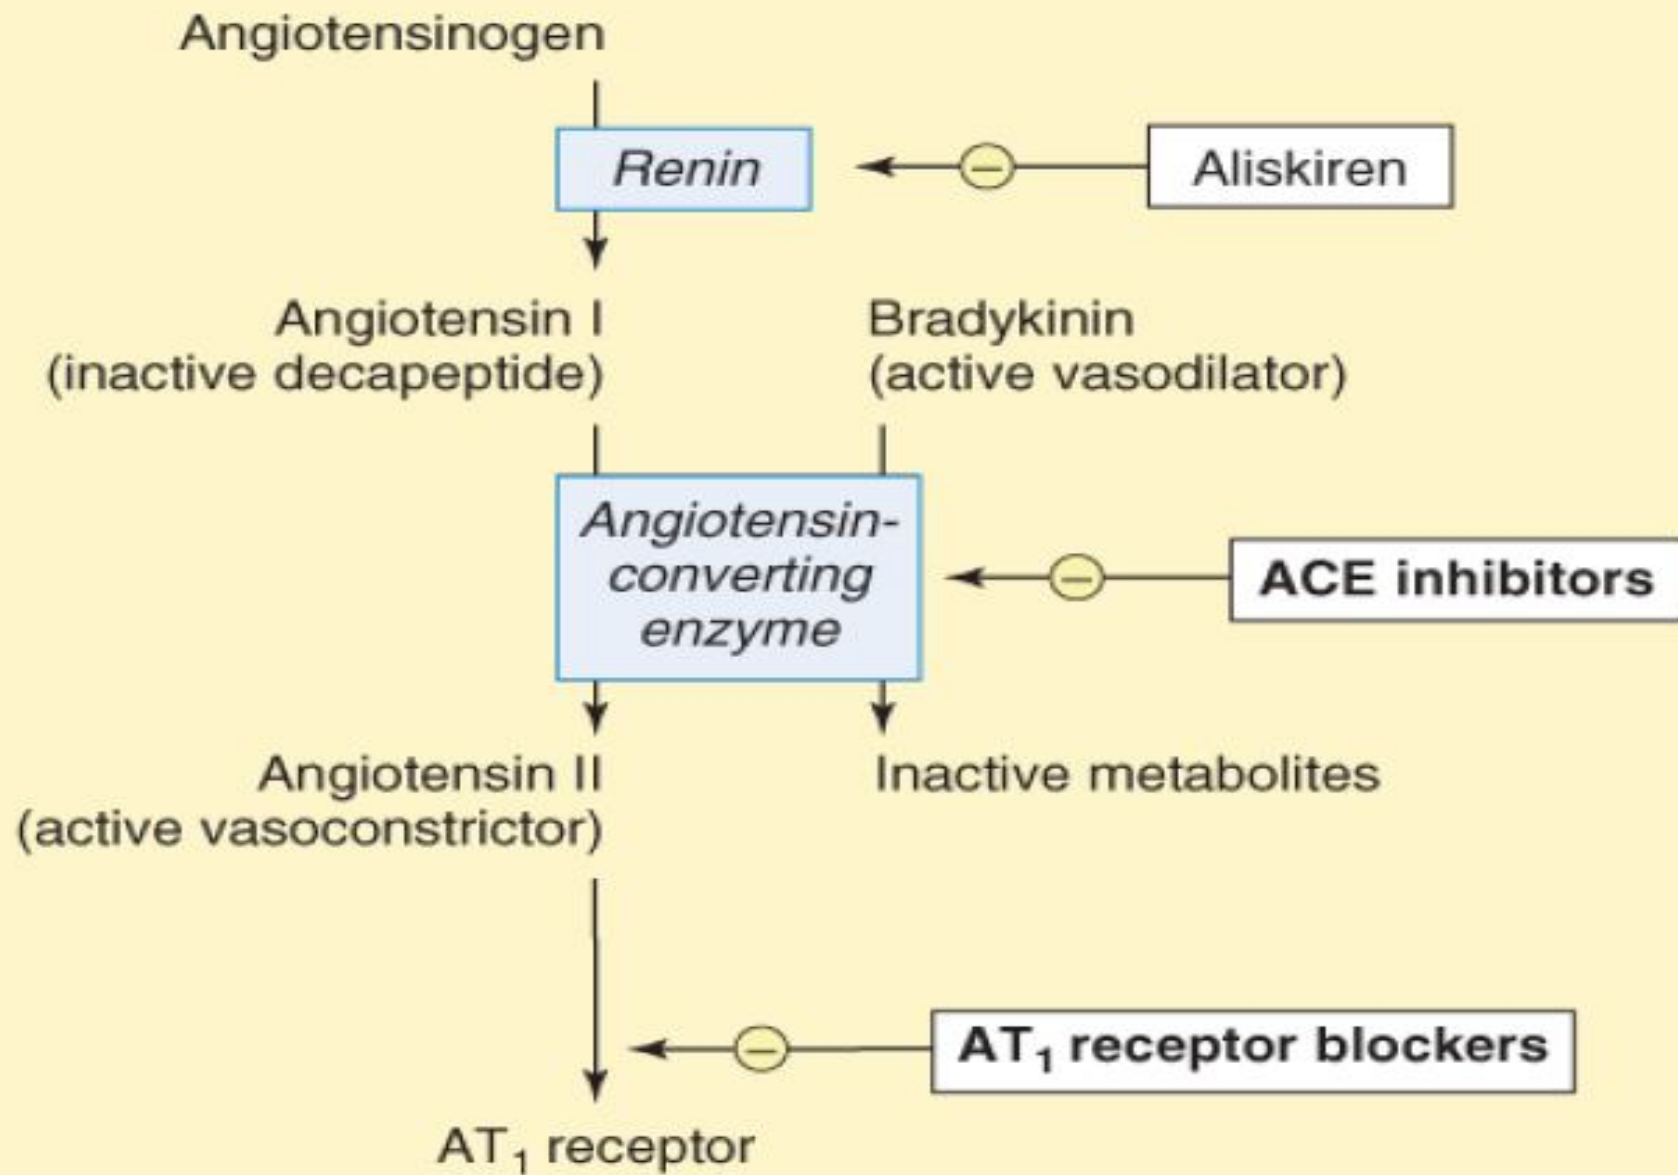 Angiotensinogen
Renin
−
Aliskiren
Angiotensin I
(inactive decapeptide)
Bradykinin
(active vasodilator)
Angiotensin-
converting
enzyme
−
ACE inhibitors
Angiotensin II
(active vasoconstrictor)
Inactive metabolites
−
AT₁ receptor blockers
AT₁ receptor